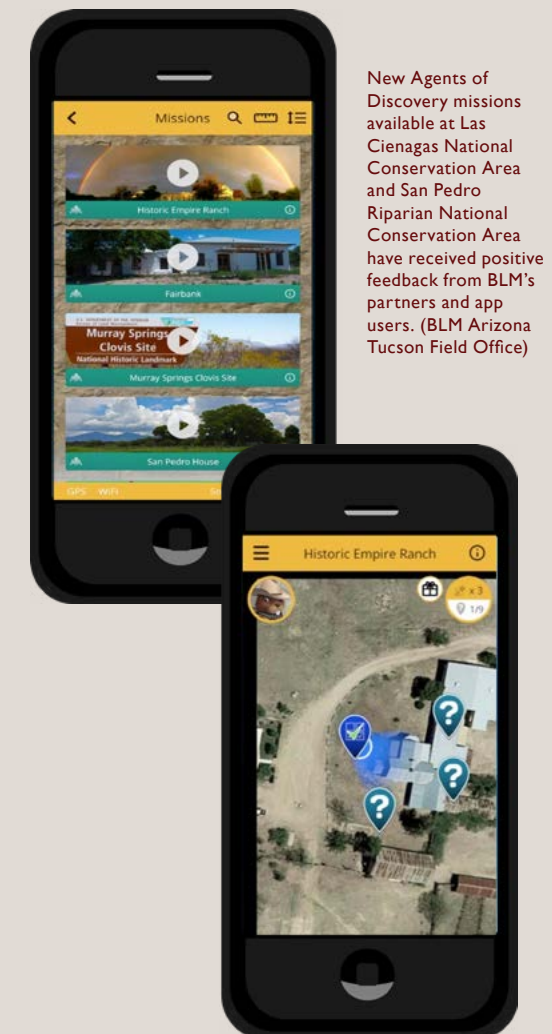 Missions
Historic Empire Ranch
Fairbank
Murray Springs
Clovis Site
National Historic Landmark
Murray Springs Clovis Site
San Pedro House
GPS WiFi
New Agents of
Discovery missions
available at Las
Cienagas National
Conservation Area
and San Pedro
Riparian National
Conservation Area
have received positive
feedback from BLM's
partners and app
users. (BLM Arizona
Tucson Field Office)
Historic Empire Ranch
x 3
1/9
? 
?
?